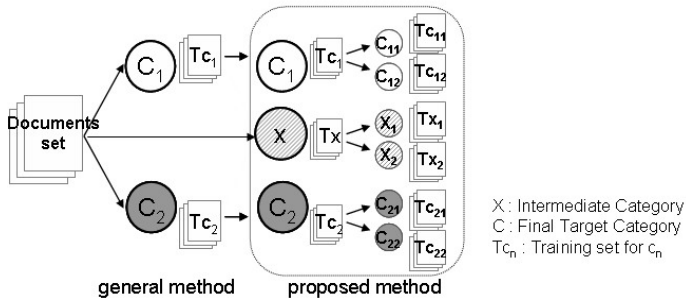 Documents
set
C1
Tc1
C1
Tc1
C11
Tc11
C12
Tc12
X
Tx
X1
Tx1
X2
Tx2
C2
Tc2
C2
Tc2
C21
Tc21
C22
Tc22
general method
proposed method
X : Intermediate Category
C : Final Target Category
Tcn : Training set for cn